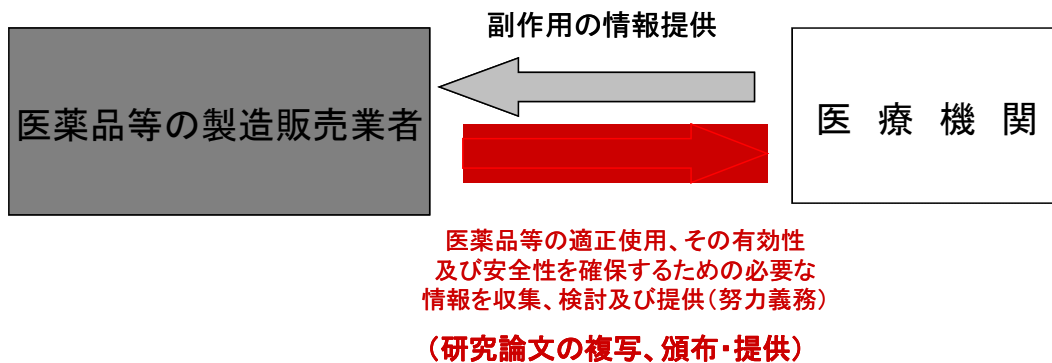 副作用の情報提供
医薬品等の製造販売業者
医療機関
医薬品等の適正使用、その有効性
及び安全性を確保するための必要な
情報を収集、検討及び提供(努力義務)
(研究論文の複写、頒布・提供)